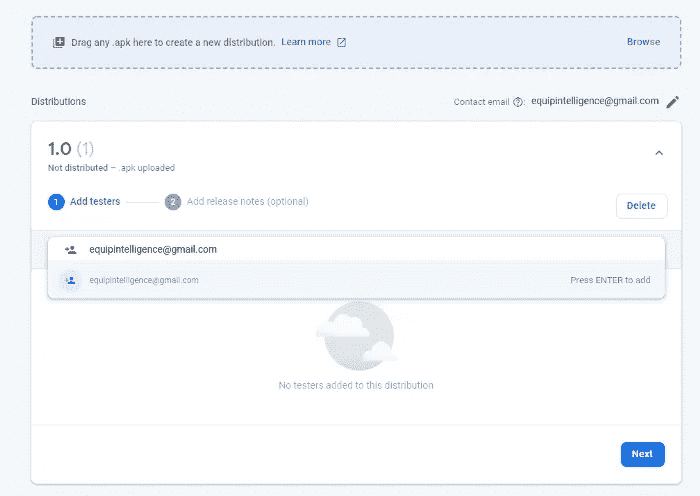 Drag any .apk here to create a new distribution. Learn more Browse
Distributions Contact email ?: equipintelligence@gmail.com
1.0 (1)
Not distributed – .apk uploaded
1 Add testers 2 Add release notes (optional) Delete
equipintelligence@gmail.com
equipintelligence@gmail.com Press ENTER to add
No testers added to this distribution
Next